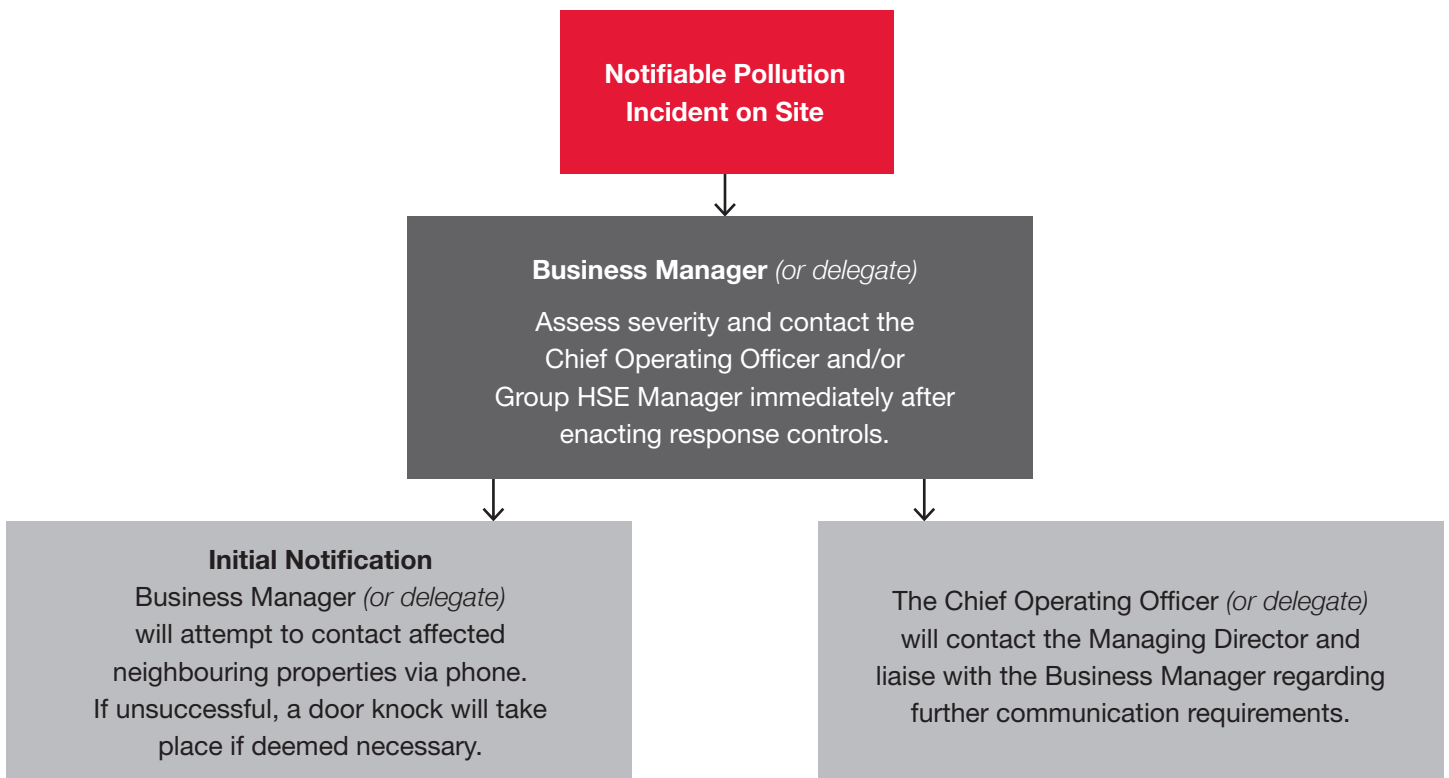 Notifiable Pollution
Incident on Site
Business Manager (or delegate)
Assess severity and contact the
Chief Operating Officer and/or
Group HSE Manager immediately after
enacting response controls.
Initial Notification
Business Manager (or delegate)
will attempt to contact affected
neighbouring properties via phone.
If unsuccessful, a door knock will take
place if deemed necessary.
The Chief Operating Officer (or delegate)
will contact the Managing Director and
liaise with the Business Manager regarding
further communication requirements.